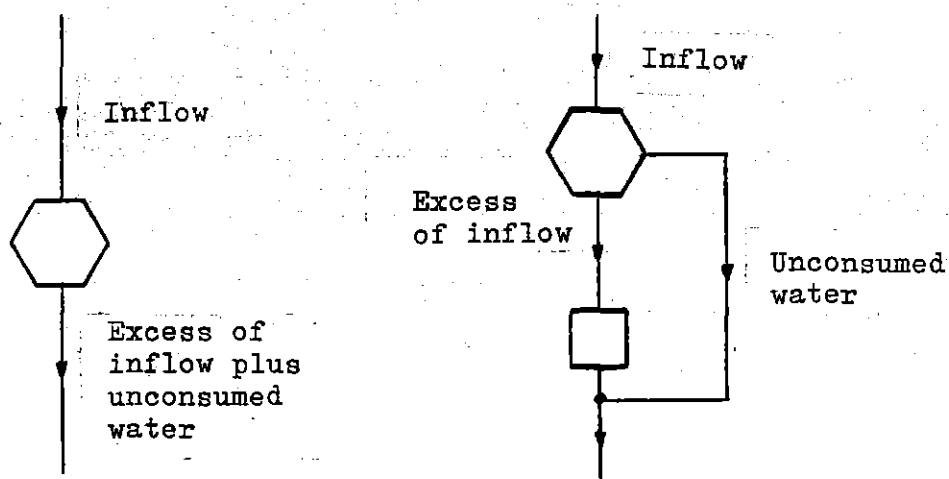 Inflow
Excess of
inflow plus
unconsumed
water
Inflow
Excess
of inflow
Unconsumed
water